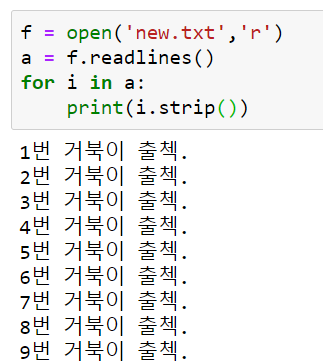 f = open('new.txt','r')
a = f.readlines()
for i in a:
    print(i.strip())
1번 거북이 출첵.
2번 거북이 출첵.
3번 거북이 출첵.
4번 거북이 출첵.
5번 거북이 출첵.
6번 거북이 출첵.
7번 거북이 출첵.
8번 거북이 출첵.
9번 거북이 출첵.